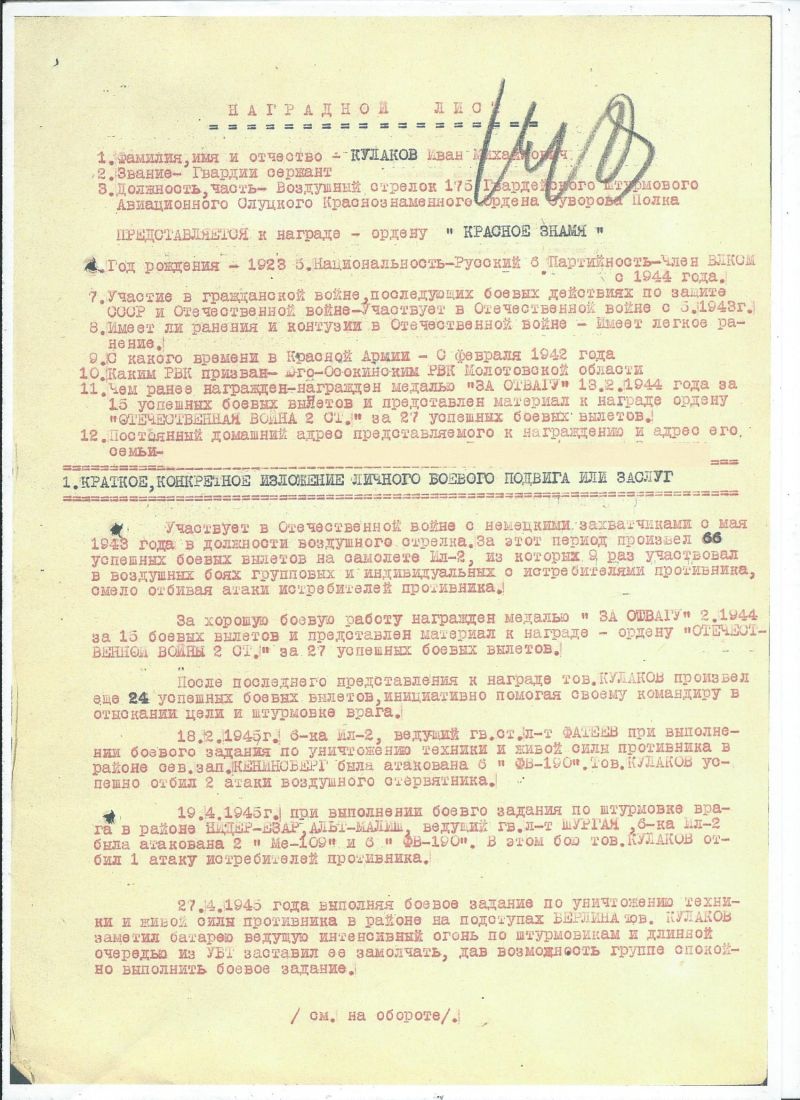 НАГРАДНОЙ ЛИСТ
1. Фамилия,имя и отчество - КУЛАКОВ Иван Михайлович
2. Звание- Гвардии сержант
3. Должность,часть- Воздушный стрелок 175 Гвардейского Штурмового
Авиационного Слуцкого Краснознаменного Ордена Суворова Полка
ПРЕДСТАВЛЯЕТСЯ к награде - ордену " КРАСНОЕ ЗНАМЯ "
4. Год рождения - 1923 5.Национальность-Русский 6 Партийность-Член ВЛКСМ
с 1944 года.
7. Участие в гражданской войне,последующих боевых действиях по защите
СССР и Отечественной войне-Участвует в Отечественной войне с 5.1943г.
8. Имеет ли ранения и контузии в Отечественной войне - Имеет легкое ра-
нение.
9. С какого времени в Красной Армии - С февраля 1942 года
10. Каким РВК призван- Юго-Осокинским РВК Молотовской области
11. Чем ранее награжден-награжден медалью "ЗА ОТВАГУ" 13.2.1944 года за
15 успешных боевых вылетов и представлен материал к награде ордену
"ОТЕЧЕСТВЕННАЯ ВОЙНА 2 СТ." за 27 успешных боевых вылетов.
12. Постоянный домашний адрес представляемого к награждению и адрес его
семьи-
1. КРАТКОЕ,КОНКРЕТНОЕ ИЗЛОЖЕНИЕ ЛИЧНОГО БОЕВОГО ПОДВИГА ИЛИ ЗАСЛУГ
Участвует в Отечественной войне с немецкими захватчиками с мая
1943 года в должности воздушного стрелка.За этот период произвел 66
успешных боевых вылетов на самолете Ил-2, из которых 9 раз участвовал
в воздушных боях групповых и индивидуальных с истребителями противника,
смело отбивая атаки истребителей противника.
За хорошую боевую работу награжден медалью " ЗА ОТВАГУ" 2.1944
за 15 боевых вылетов и представлен материал к награде - ордену "ОТЕЧЕСТ-
ВЕННОЙ ВОЙНЫ 2 СТ." за 27 успешных боевых вылетов.
После последнего представления к награде тов.КУЛАКОВ произвел
еще 24 успешных боевых вылетов,инициативно помогая своему командиру в
отыскании цели и штурмовке врага.
18.2.1945г. 6-ка Ил-2, ведущий гв.ст.л-т ФАТЕЕВ при выполне-
нии боевого задания по уничтожению техники и живой силы противника в
районе сев.зап.КЕНИНСБЕРГ была атакована 6 " ФВ-190".Тов.КУЛАКОВ ус-
пешно отбил 2 атаки воздушного стервятника.
19.4.1945г. при выполнении боевго задания по штурмовке вра-
га в районе НИДЕР-ЕЗАР,АЛЬТ-МАЛИШ, ведущий гв.л-т ШУРГАЯ ,6-ка Ил-2
была атакована 2 " Ме-109" и 6 " ФВ-190". В этом бою тов.КУЛАКОВ от-
бил 1 атаку истребителей противника.
27.4.1945 года выполняя боевое задание по уничтожению техни-
ки и живой силы противника в районе на подступах БЕРЛИНА тов. КУЛАКОВ
заметил батарею ведущую интенсивный огонь по штурмовикам и длинной
очередью из УБТ заставил ее замолчать, дав возможность группе спокой-
но выполнить боевое задание.
/ см. на обороте/.